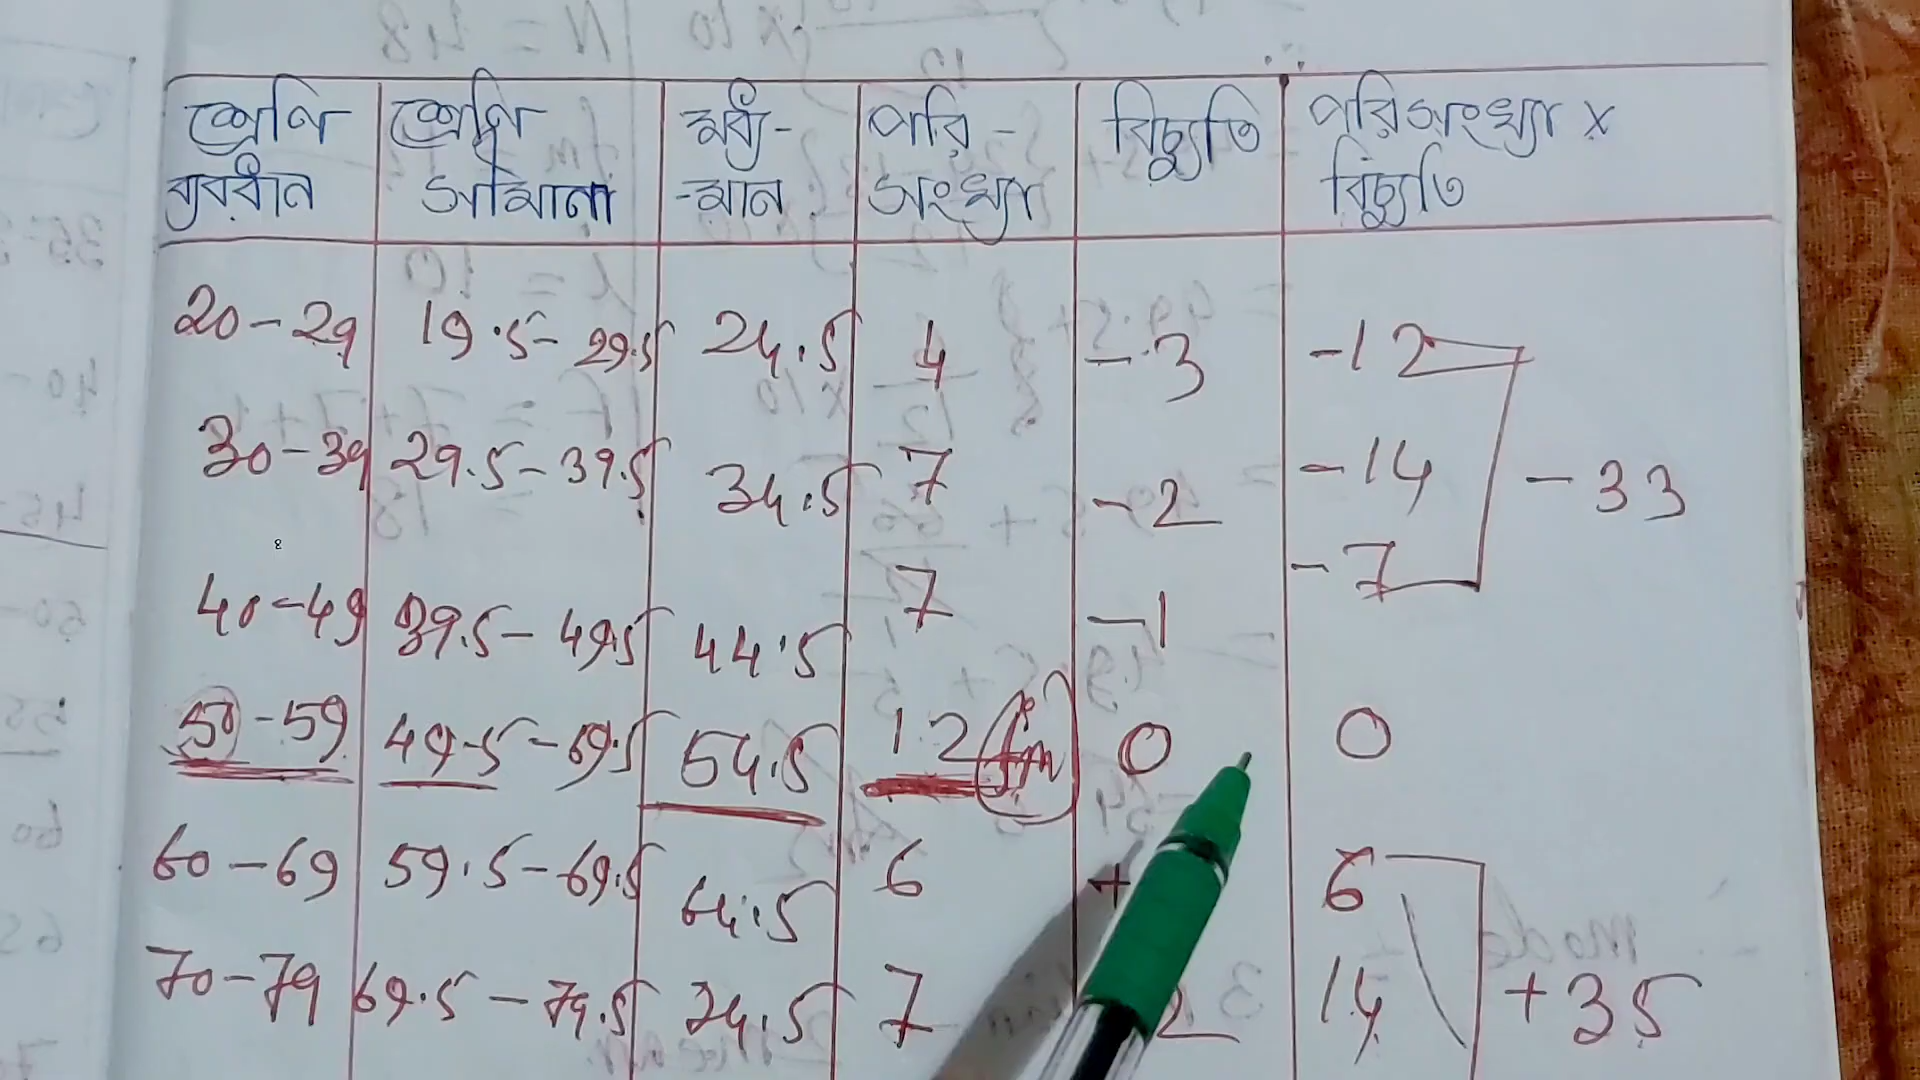 শ্রেণি ব্যবধান | শ্রেণি সীমানা | মধ্য-মান | পরি-সংখ্যা | বিচ্যুতি | পরিসংখ্যা x বিচ্যুতি
20-29 19.5-29.5 24.5 4 -3 -12
30-39 29.5-39.5 34.5 7 -2 -14 -33
40-49 39.5-49.5 44.5 7 -1 -7
50-59 49.5-59.5 54.5 12 fm 0 0
60-69 59.5-69.5 64.5 6 + 6
70-79 69.5-79.5 74.5 7 2 14 +35